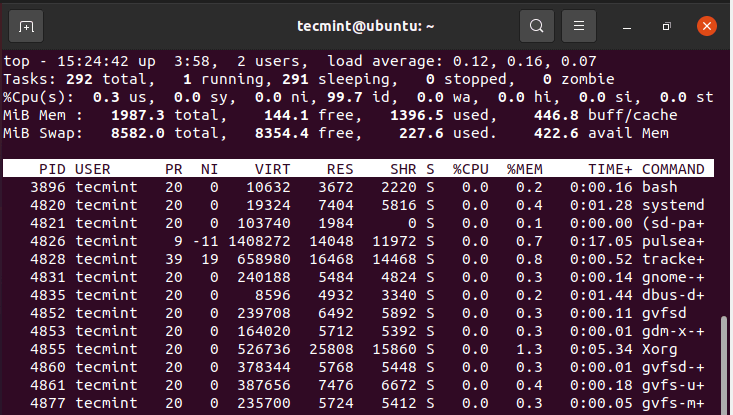 tecmint@ubuntu: ~
top - 15:24:42 up  3:58,  2 users,  load average: 0.12, 0.16, 0.07
Tasks: 292 total,   1 running, 291 sleeping,   0 stopped,   0 zombie
%Cpu(s):  0.3 us,  0.0 sy,  0.0 ni, 99.7 id,  0.0 wa,  0.0 hi,  0.0 si,  0.0 st
MiB Mem :   1987.3 total,    144.1 free,   1396.5 used,    446.8 buff/cache
MiB Swap:   8582.0 total,   8354.4 free,    227.6 used.    422.6 avail Mem
PID USER      PR  NI    VIRT    RES    SHR S  %CPU  %MEM     TIME+ COMMAND
3896 tecmint   20   0   10632   3672   2220 S   0.0   0.2   0:00.16 bash
4820 tecmint   20   0   19324   7404   5816 S   0.0   0.4   0:01.28 systemd
4821 tecmint   20   0  103740   1984      0 S   0.0   0.1   0:00.00 (sd-pa+
4826 tecmint    9 -11 1408272  14048  11972 S   0.0   0.7   0:17.05 pulsea+
4828 tecmint   39  19  658980  16468  14468 S   0.0   0.8   0:00.52 tracke+
4831 tecmint   20   0  240188   5484   4824 S   0.0   0.3   0:00.14 gnome-+
4835 tecmint   20   0    8596   4932   3340 S   0.0   0.2   0:01.44 dbus-d+
4852 tecmint   20   0  239708   6492   5892 S   0.0   0.3   0:00.11 gvfsd
4853 tecmint   20   0  164020   5712   5392 S   0.0   0.3   0:00.01 gdm-x-+
4855 tecmint   20   0  526736  25808  15860 S   0.0   1.3   0:05.34 Xorg
4860 tecmint   20   0  378344   5768   5448 S   0.0   0.3   0:00.01 gvfsd-+
4861 tecmint   20   0  387656   7476   6672 S   0.0   0.4   0:00.18 gvfs-u+
4877 tecmint   20   0  235700   5724   5412 S   0.0   0.3   0:00.05 gvfs-m+